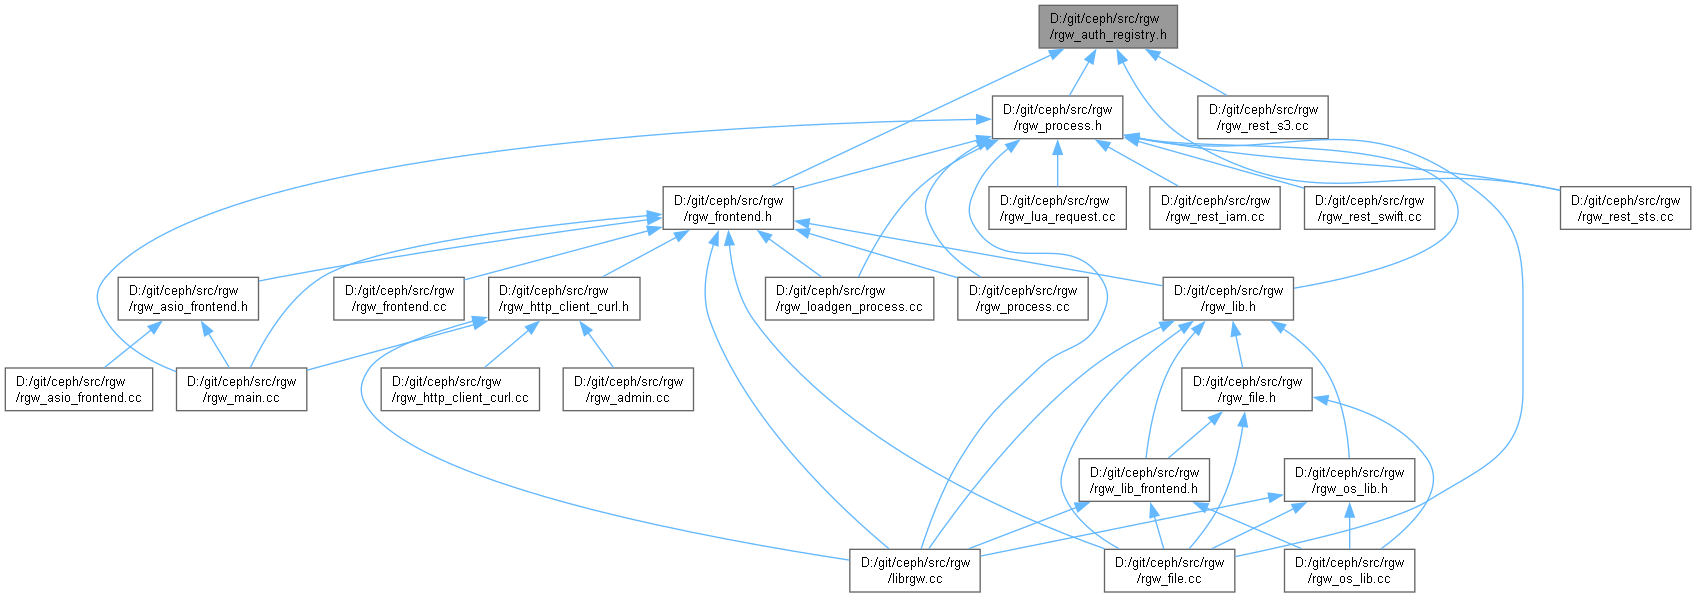 D:/git/ceph/src/rgw
/rgw_auth_registry.h
D:/git/ceph/src/rgw
/rgw_process.h
D:/git/ceph/src/rgw
/rgw_rest_s3.cc
D:/git/ceph/src/rgw
/rgw_frontend.h
D:/git/ceph/src/rgw
/rgw_lua_request.cc
D:/git/ceph/src/rgw
/rgw_rest_iam.cc
D:/git/ceph/src/rgw
/rgw_rest_swift.cc
D:/git/ceph/src/rgw
/rgw_rest_sts.cc
D:/git/ceph/src/rgw
/rgw_asio_frontend.h
D:/git/ceph/src/rgw
/rgw_frontend.cc
D:/git/ceph/src/rgw
/rgw_http_client_curl.h
D:/git/ceph/src/rgw
/rgw_loadgen_process.cc
D:/git/ceph/src/rgw
/rgw_process.cc
D:/git/ceph/src/rgw
/rgw_lib.h
D:/git/ceph/src/rgw
/rgw_asio_frontend.cc
D:/git/ceph/src/rgw
/rgw_main.cc
D:/git/ceph/src/rgw
/rgw_http_client_curl.cc
D:/git/ceph/src/rgw
/rgw_admin.cc
D:/git/ceph/src/rgw
/rgw_file.h
D:/git/ceph/src/rgw
/rgw_lib_frontend.h
D:/git/ceph/src/rgw
/rgw_os_lib.h
D:/git/ceph/src/rgw
/librgw.cc
D:/git/ceph/src/rgw
/rgw_file.cc
D:/git/ceph/src/rgw
/rgw_os_lib.cc